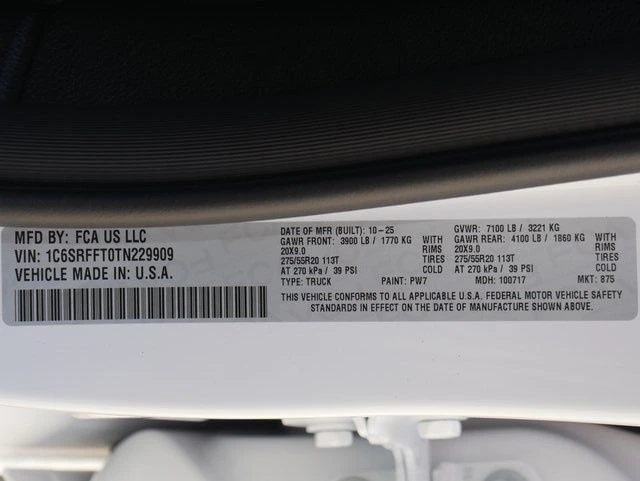 MFD BY: FCA US LLC
VIN: 1C6SRFFT0TN229909
VEHICLE MADE IN U.S.A.
DATE OF MFR (BUILT): 10-25 GVWR: 7100 LB / 3221 KG
GAWR FRONT: 3900 LB / 1770 KG WITH GAWR REAR: 4100 LB / 1860 KG WITH
20X9.0 RIMS 20X9.0 RIMS
275/55R20 113T TIRES 275/55R20 113T TIRES
AT 270 kPa / 39 PSI COLD AT 270 kPa / 39 PSI COLD
TYPE: TRUCK PAINT: PW7 MDH: 100717 MKT: 875
THIS VEHICLE CONFORMS TO ALL APPLICABLE U.S.A. FEDERAL MOTOR VEHICLE SAFETY
STANDARDS IN EFFECT ON THE DATE OF MANUFACTURE SHOWN ABOVE.